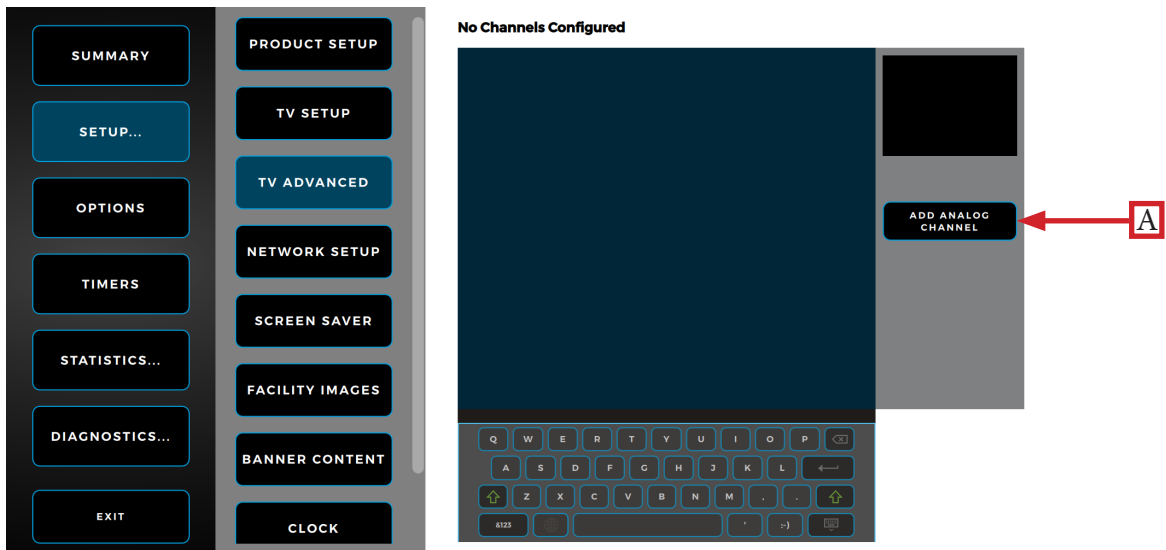 SUMMARY
SETUP...
OPTIONS
TIMERS
STATISTICS...
DIAGNOSTICS...
EXIT
PRODUCT SETUP
TV SETUP
TV ADVANCED
NETWORK SETUP
SCREEN SAVER
FACILITY IMAGES
BANNER CONTENT
CLOCK
No Channels Configured
ADD ANALOG
CHANNEL
A
Q W E R T Y U I O P
A S D F G H J K L
Z X C V B N M , .
&123 ' :-)